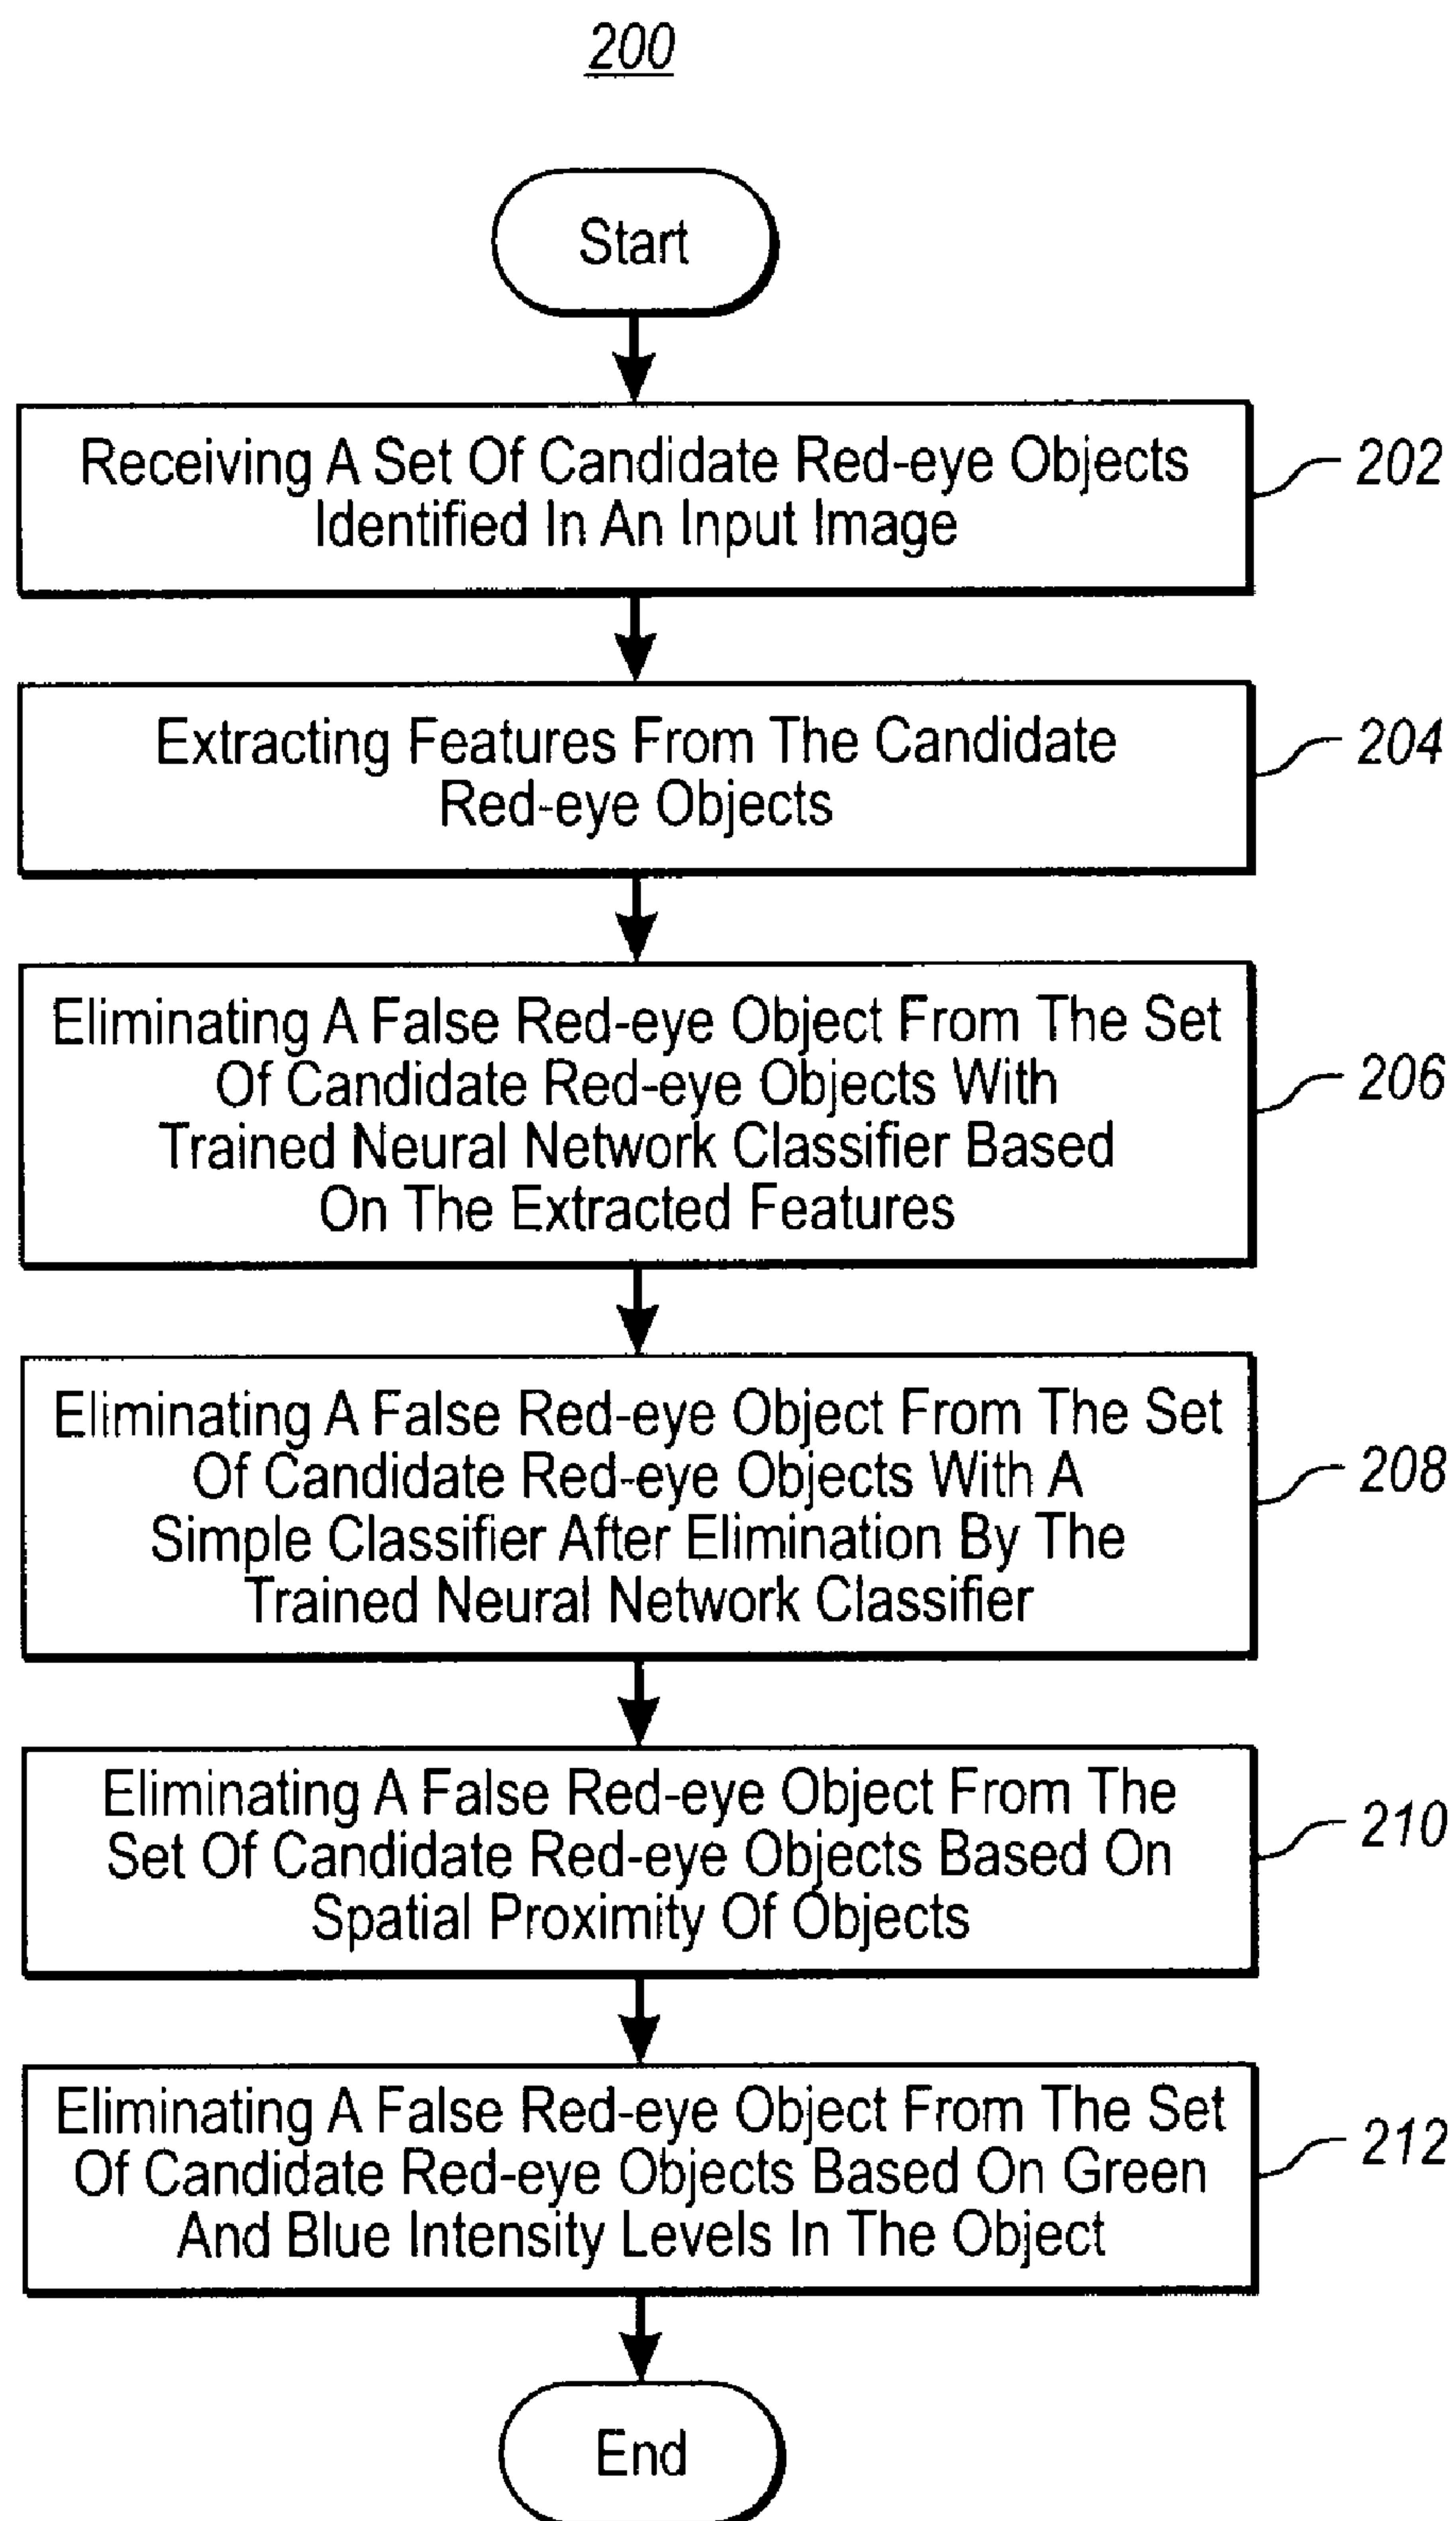 200
Start
Receiving A Set Of Candidate Red-eye Objects
Identified In An Input Image
202
Extracting Features From The Candidate
Red-eye Objects
204
Eliminating A False Red-eye Object From The Set
Of Candidate Red-eye Objects With
Trained Neural Network Classifier Based
On The Extracted Features
206
Eliminating A False Red-eye Object From The Set
Of Candidate Red-eye Objects With A
Simple Classifier After Elimination By The
Trained Neural Network Classifier
208
Eliminating A False Red-eye Object From The
Set Of Candidate Red-eye Objects Based On
Spatial Proximity Of Objects
210
Eliminating A False Red-eye Object From The Set
Of Candidate Red-eye Objects Based On Green
And Blue Intensity Levels In The Object
212
End